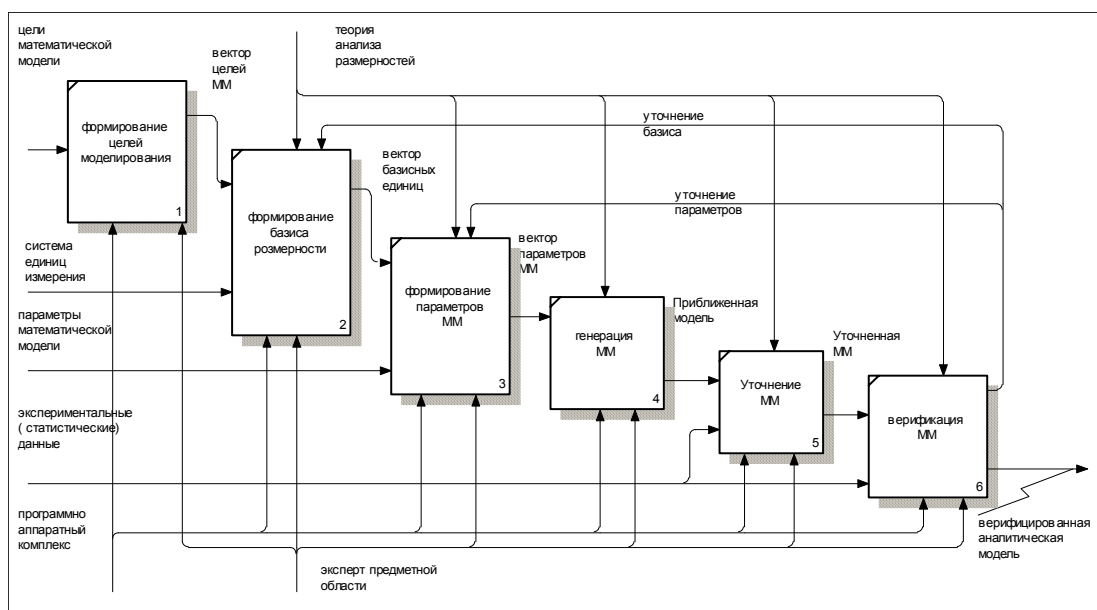 цели
математической
модели
вектор
целей
ММ
теория
анализа
размерностей
формирование
целей
моделирования
1
уточнение
базиса
вектор
базисных
единиц
формирование
базиса
розмерности
2
уточнение
параметров
система
единиц
измерения
вектор
параметров
ММ
формирование
параметров
ММ
3
параметры
математической
модели
Приближенная
модель
генерация
ММ
4
Уточненная
ММ
Уточнение
ММ
5
экспериментальные
( статистические)
данные
верификация
ММ
6
программно
аппаратный
комплекс
верифицированная
аналитическая
модель
эксперт предметной
области